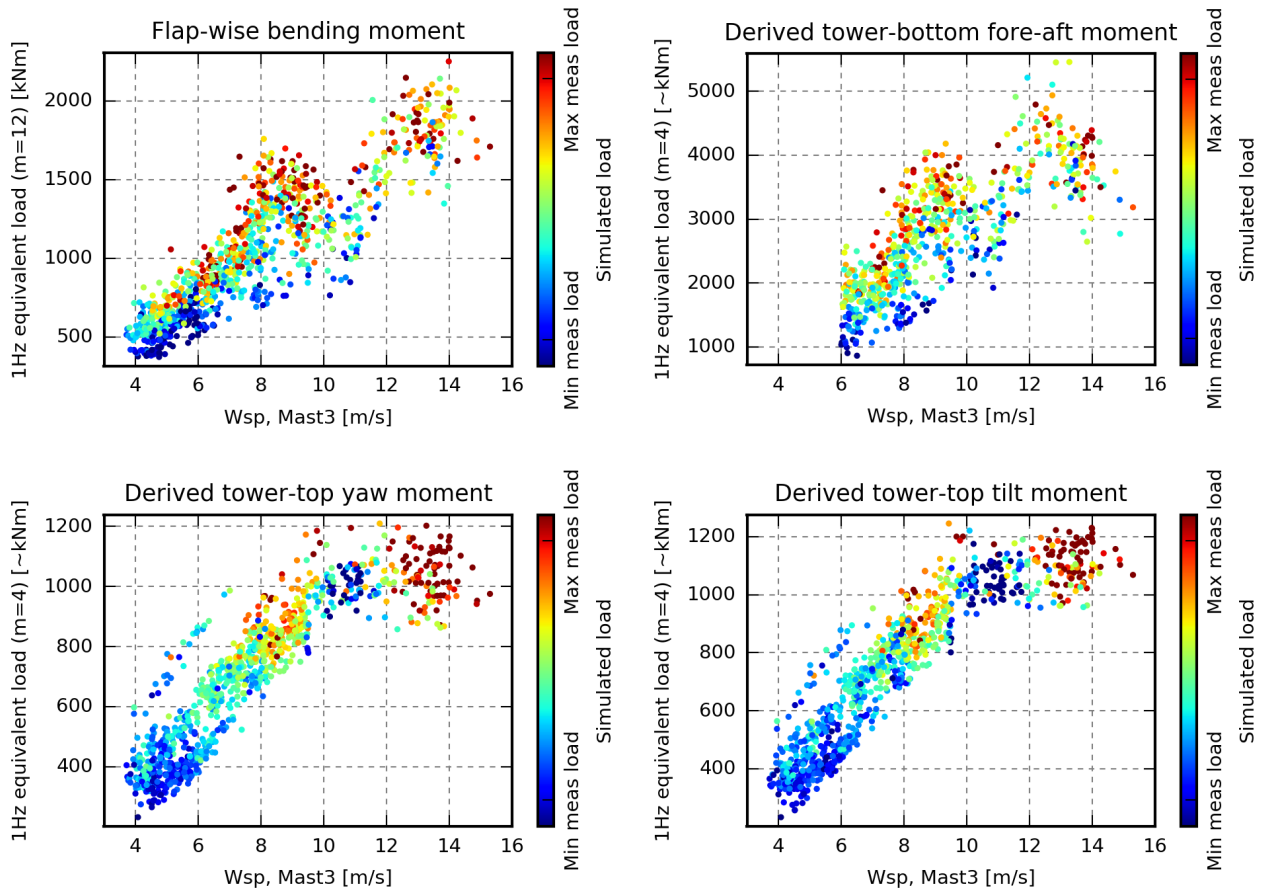 Flap-wise bending moment
1Hz equivalent load (m=12) [kNm]
2000
1500
1000
500
4 6 8 10 12 14 16
Wsp, Mast3 [m/s]
Max meas load
Simulated load
Min meas load
Derived tower-bottom fore-aft moment
1Hz equivalent load (m=4) [~kNm]
5000
4000
3000
2000
1000
4 6 8 10 12 14 16
Wsp, Mast3 [m/s]
Max meas load
Simulated load
Min meas load
Derived tower-top yaw moment
1Hz equivalent load (m=4) [~kNm]
1200
1000
800
600
400
4 6 8 10 12 14 16
Wsp, Mast3 [m/s]
Max meas load
Simulated load
Min meas load
Derived tower-top tilt moment
1Hz equivalent load (m=4) [~kNm]
1200
1000
800
600
400
4 6 8 10 12 14 16
Wsp, Mast3 [m/s]
Max meas load
Simulated load
Min meas load